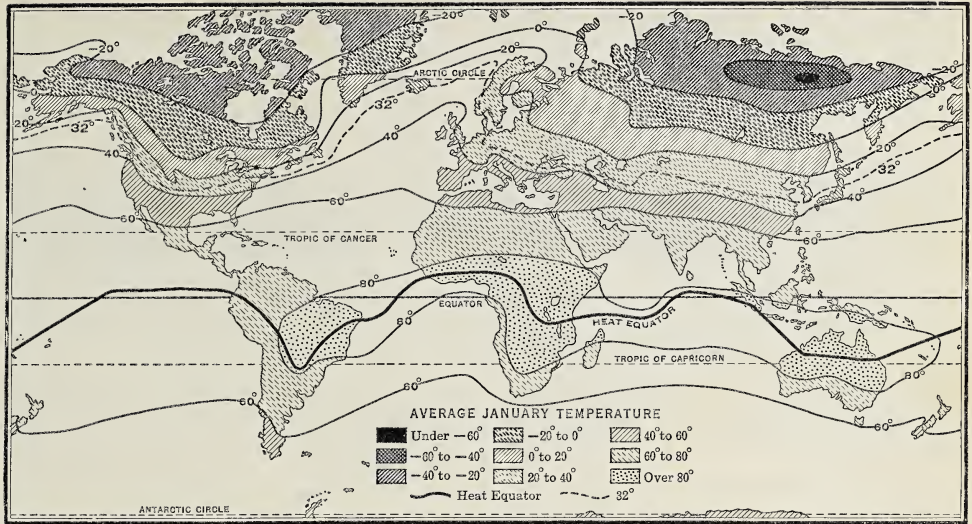 -20° -20
-20° 0° 20°
ARCTIC CIRCLE -20°
0 32° 0°
20° 32° 40° 20°
40 32°
40°
60° 60° 60°
TROPIC OF CANCER
80°
EQUATOR
80° HEAT EQUATOR
TROPIC OF CAPRICORN
80°
60° 60° 60°
AVERAGE JANUARY TEMPERATURE
Under -60° -20° to 0° 40° to 60°
-60° to -40° 0° to 20° 60° to 80°
-40° to -20° 20° to 40° Over 80°
Heat Equator 32°
ANTARCTIC CIRCLE